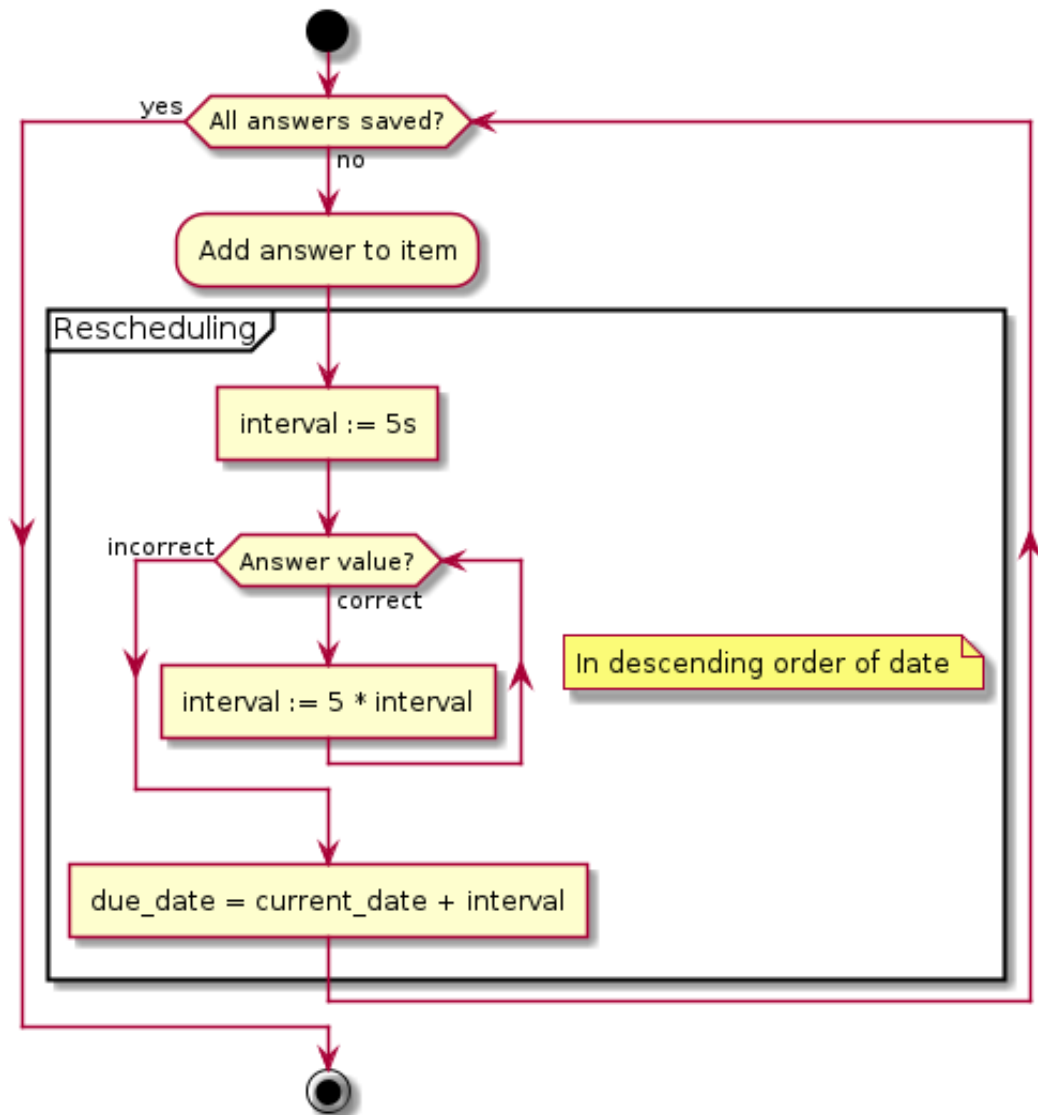 yes
All answers saved?
no
Add answer to item
Rescheduling
interval := 5s
incorrect
Answer value?
correct
In descending order of date
interval := 5 * interval
due_date = current_date + interval